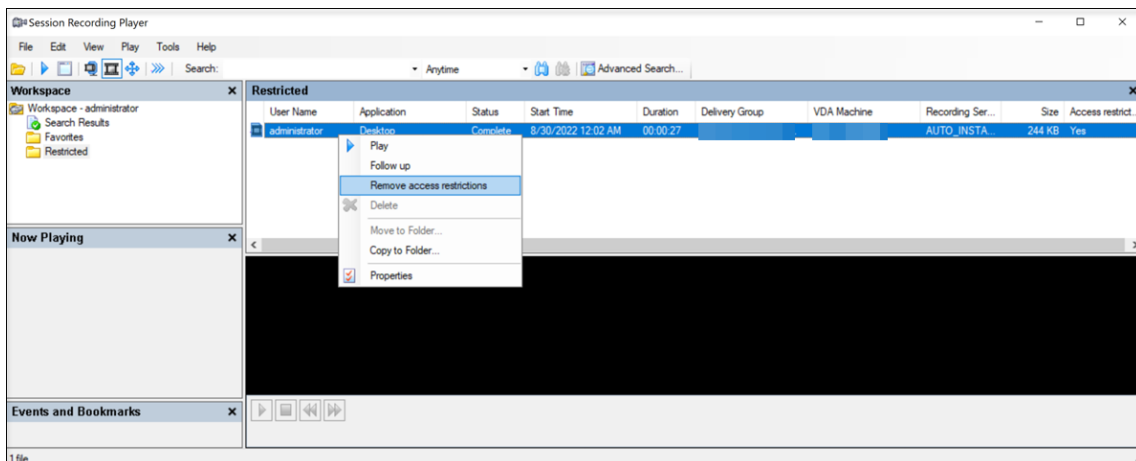 Session Recording Player
File Edit View Play Tools Help
Search: Anytime Advanced Search...
Workspace
Workspace - administrator
Search Results
Favorites
Restricted
Restricted
User Name Application Status Start Time Duration Delivery Group VDA Machine Recording Ser... Size Access restrict...
administrator Desktop Complete 8/30/2022 12:02 AM 00:00:27 AUTO_INSTA... 244 KB Yes
Play
Follow up
Remove access restrictions
Delete
Move to Folder...
Copy to Folder...
Properties
Now Playing
Events and Bookmarks
1 file